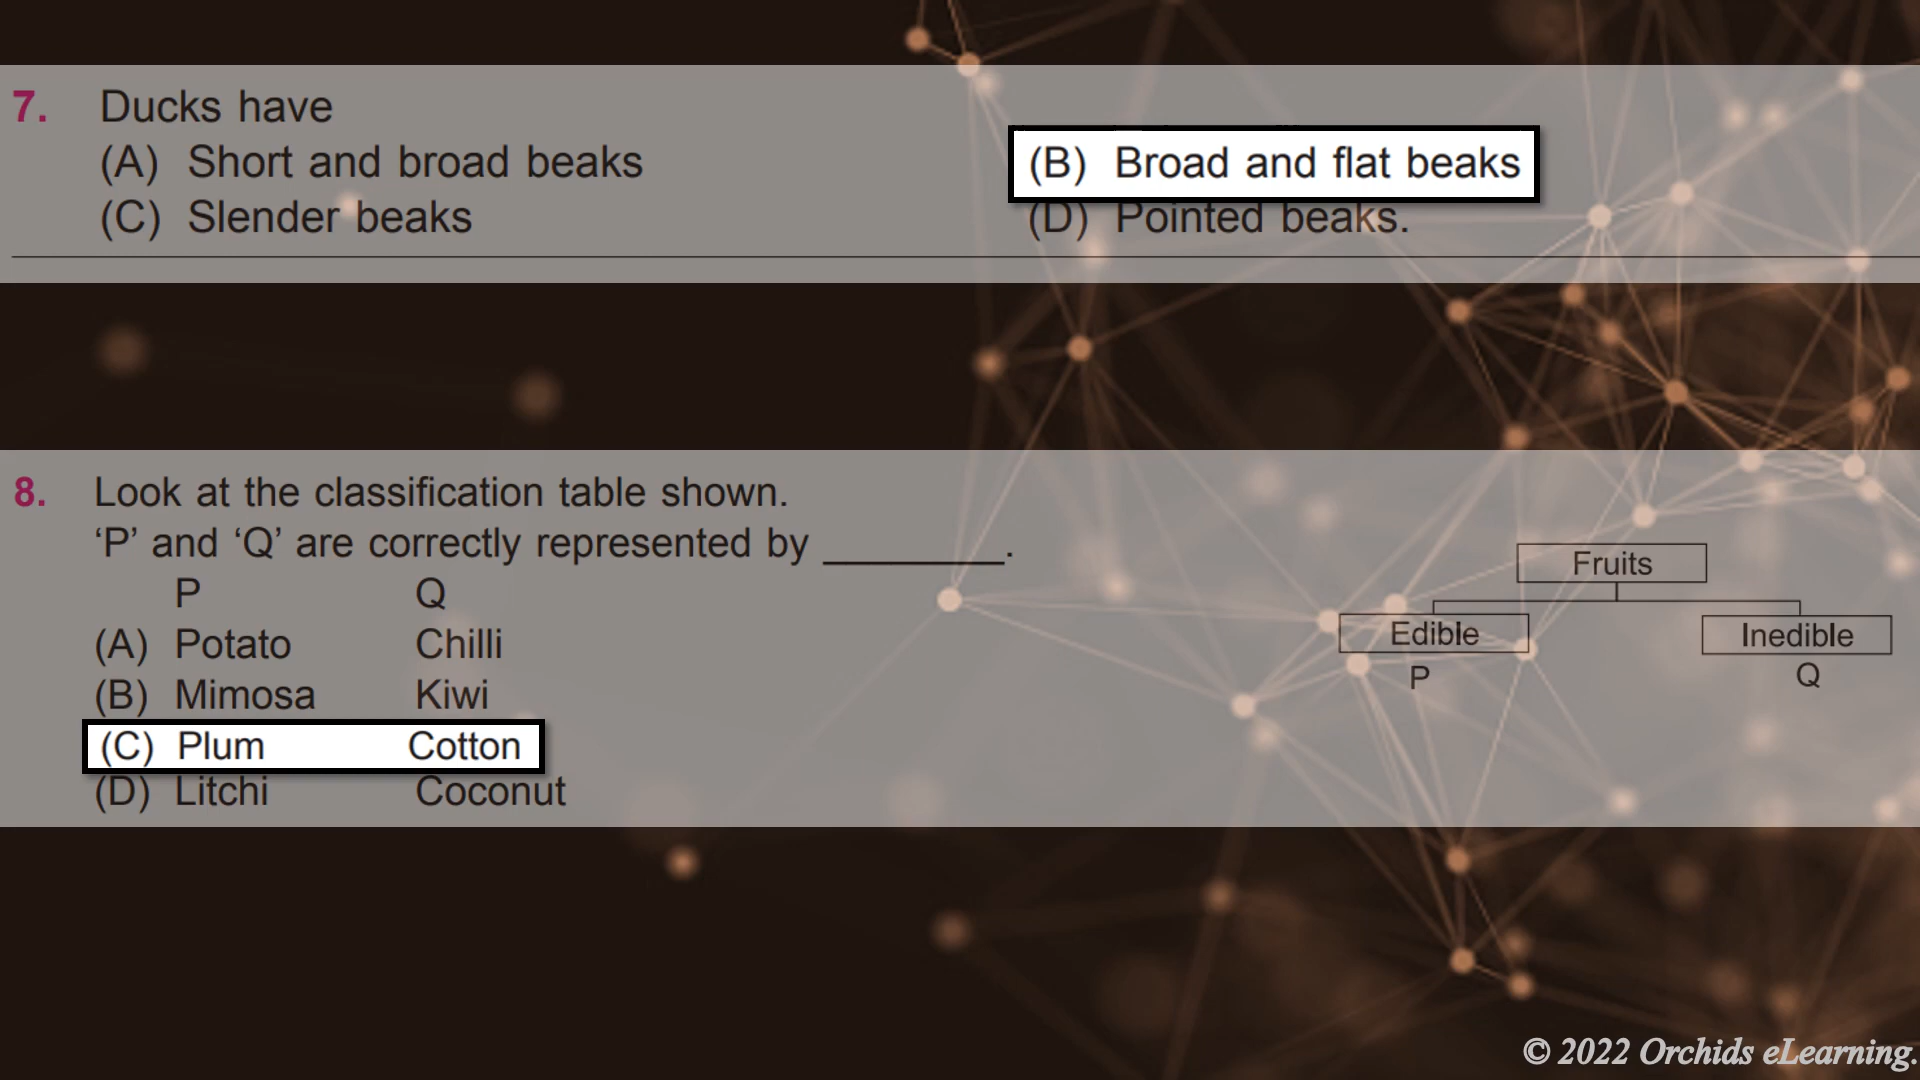 7. Ducks have
(A) Short and broad beaks (B) Broad and flat beaks
(C) Slender beaks (D) Pointed beaks.
8. Look at the classification table shown.
‘P’ and ‘Q’ are correctly represented by _________.
P Q
(A) Potato Chilli
(B) Mimosa Kiwi
(C) Plum Cotton
(D) Litchi Coconut
Fruits
Edible Inedible
P Q
© 2022 Orchids eLearning.